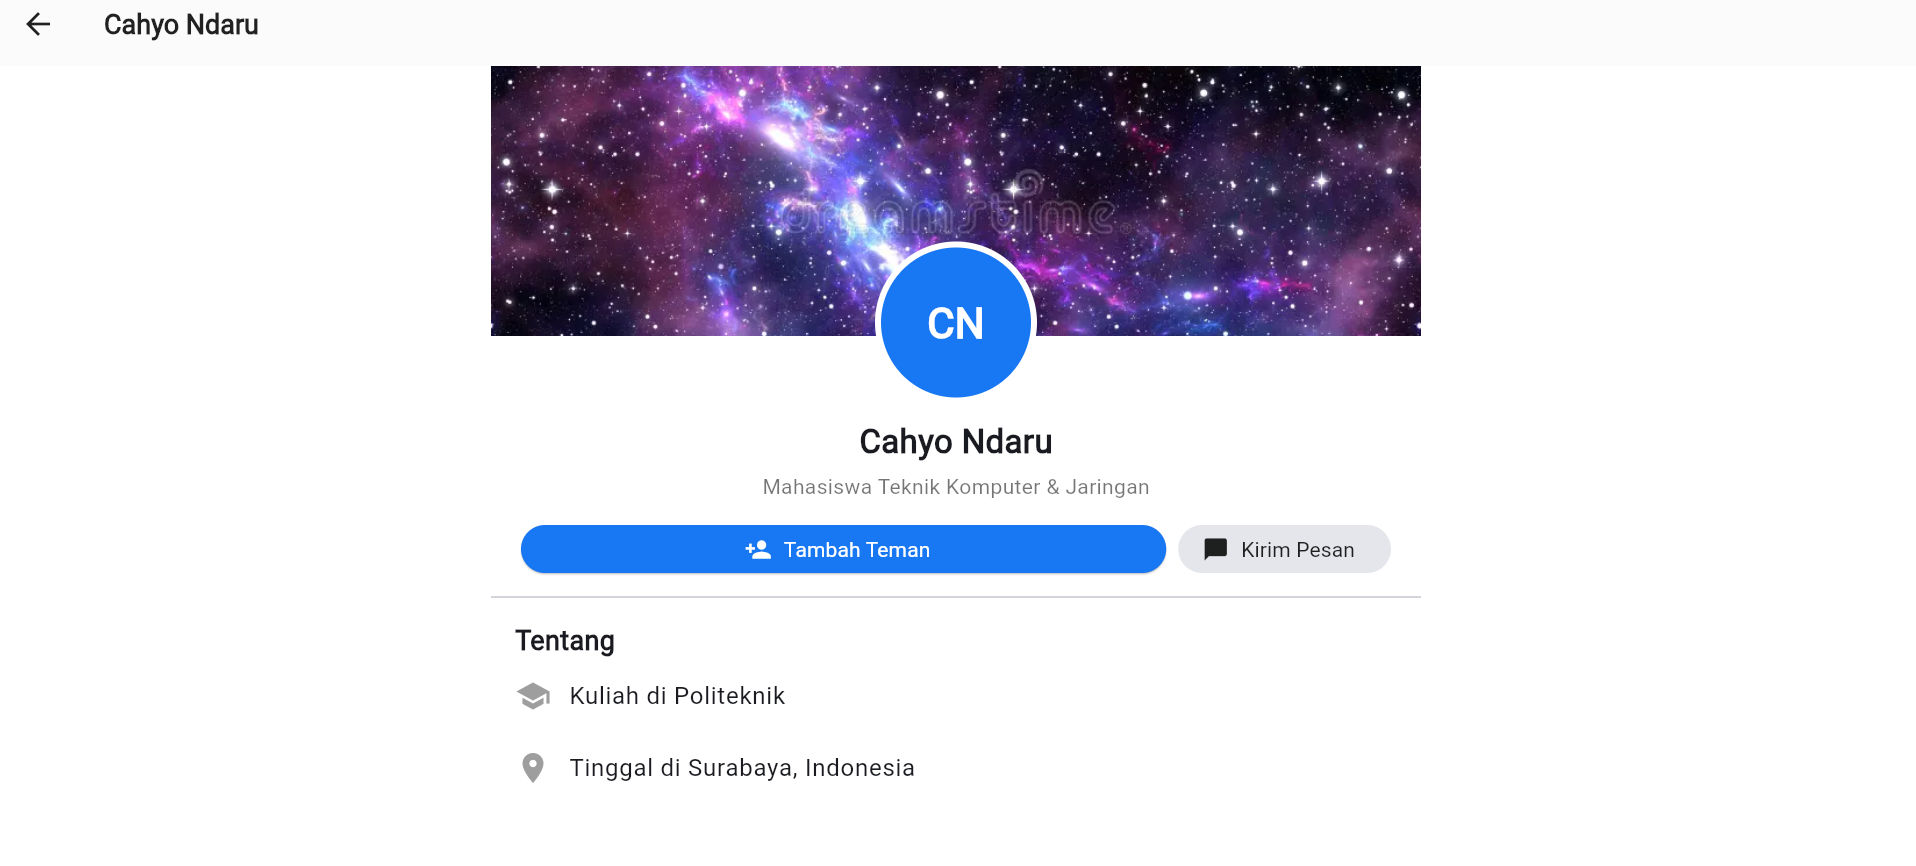 Cahyo Ndaru
dreamstime
CN
Cahyo Ndaru
Mahasiswa Teknik Komputer & Jaringan
Tambah Teman
Kirim Pesan
Tentang
Kuliah di Politeknik
Tinggal di Surabaya, Indonesia